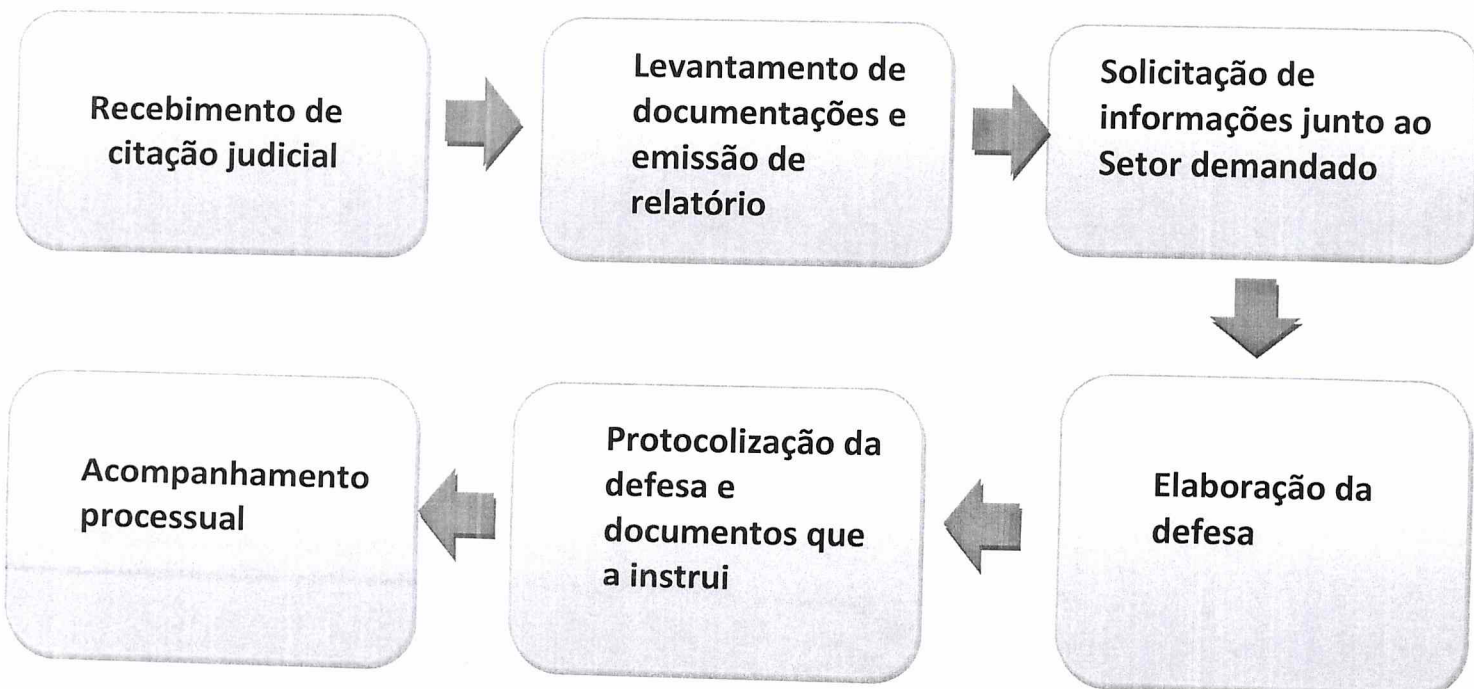 Recebimento de
citação judicial
Levantamento de
documentações e
emissão de
relatório
Solicitação de
informações junto ao
Setor demandado
Elaboração da
defesa
Protocolização da
defesa e
documentos que
a instrui
Acompanhamento
processual